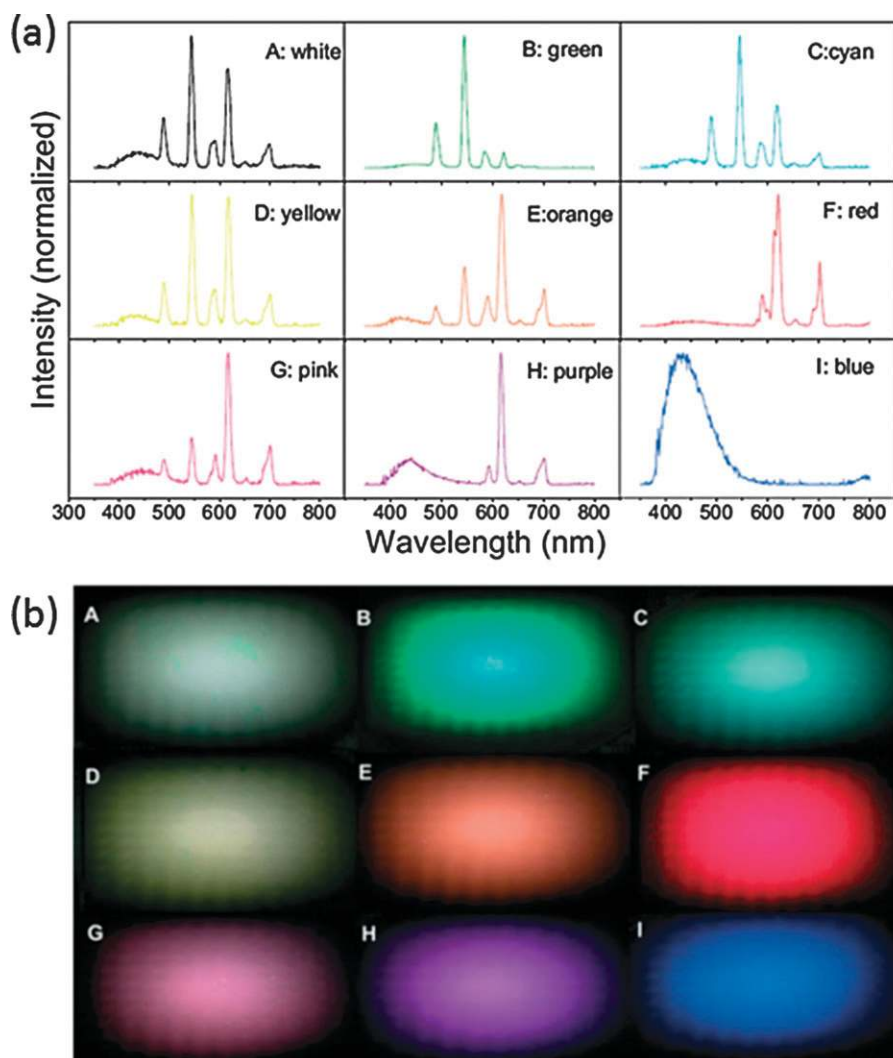 (a)
A: white
B: green
C:cyan
D: yellow
E:orange
F: red
G: pink
H: purple
I: blue
Intensity (normalized)
300 400 500 600 700 800 400 500 600 700 800 400 500 600 700 800
Wavelength (nm)
(b)
A
B
C
D
E
F
G
H
I